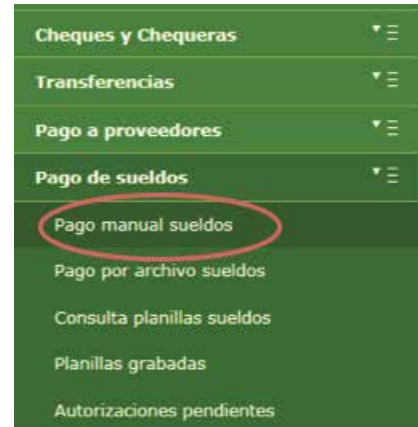 Cheques y Chequeras
Transferencias
Pago a proveedores
Pago de sueldos
Pago manual sueldos
Pago por archivo sueldos
Consulta planillas sueldos
Planillas grabadas
Autorizaciones pendientes